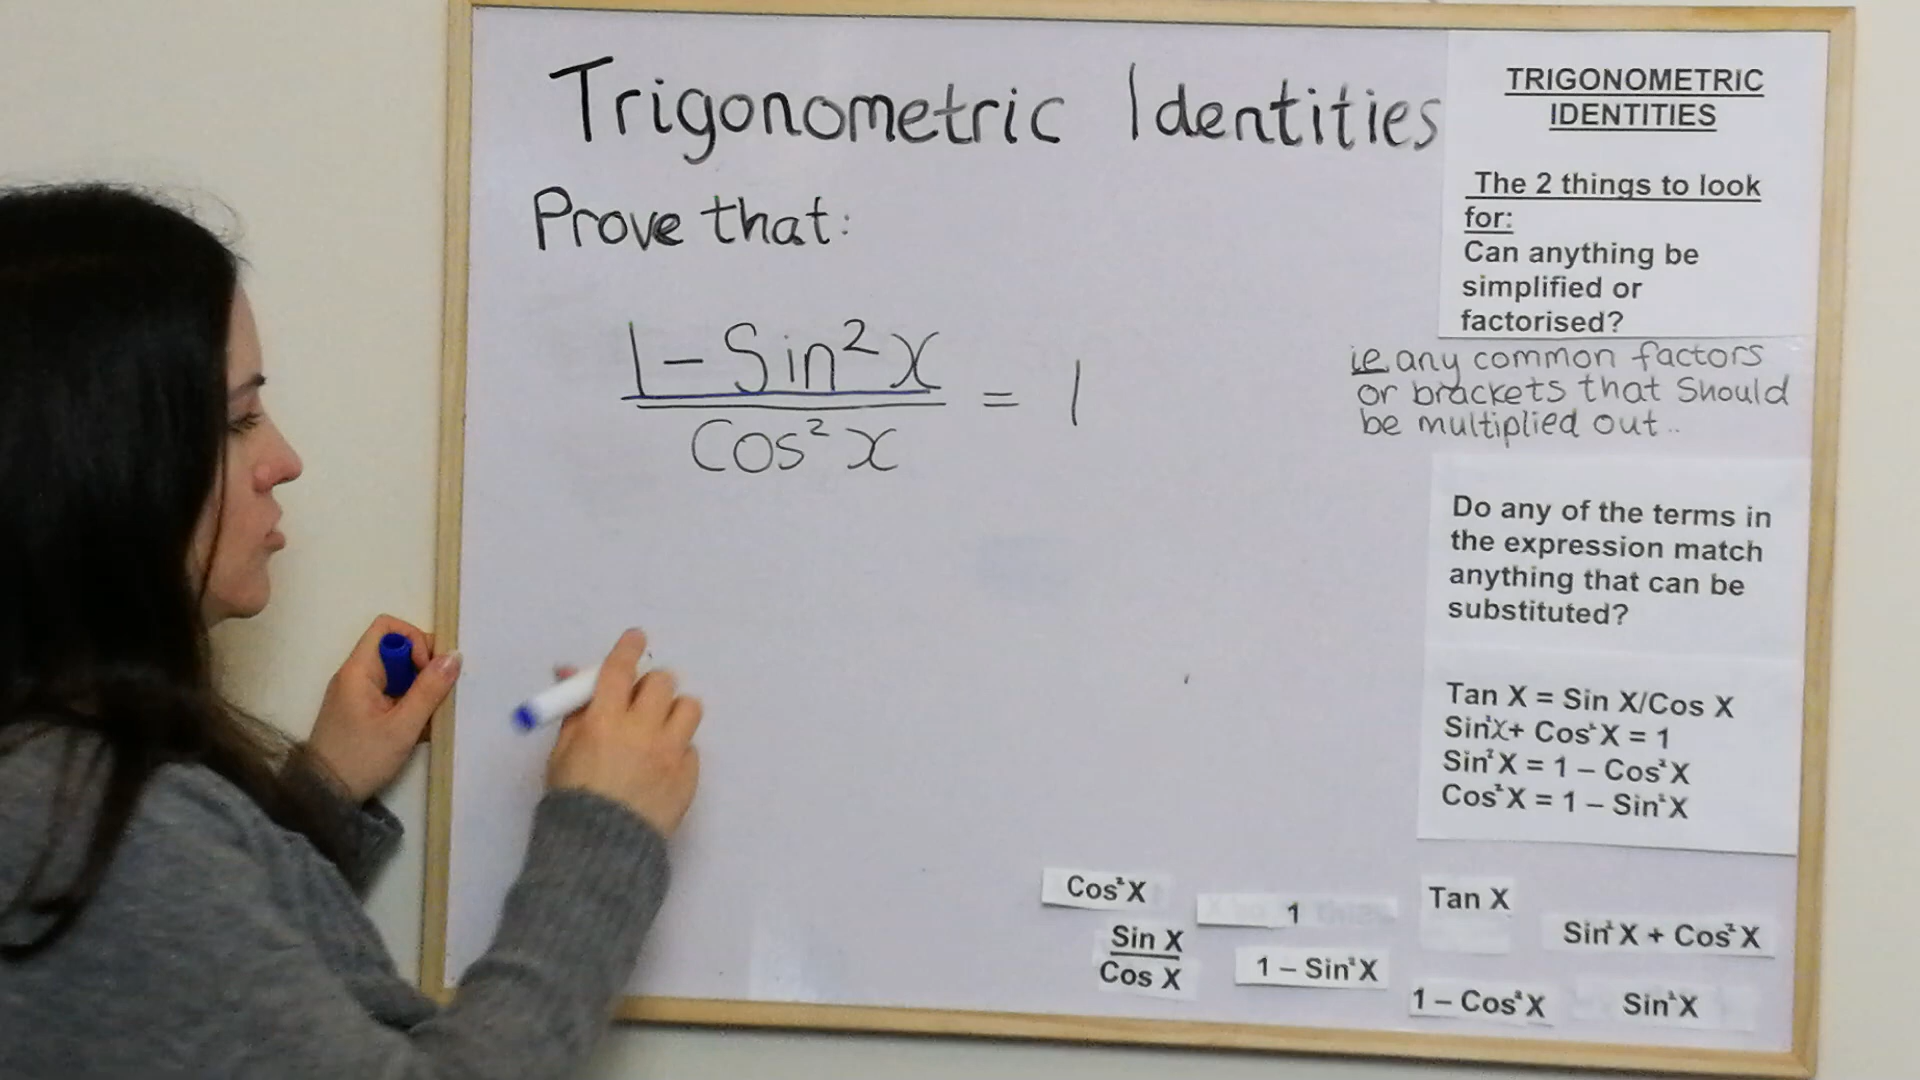 Trigonometric Identities
Prove that:
1 - Sin²x
Cos²x
= 1
TRIGONOMETRIC
IDENTITIES
The 2 things to look
for:
Can anything be
simplified or
factorised?
ie any common factors
or brackets that Should
be multiplied out..
Do any of the terms in
the expression match
anything that can be
substituted?
Tan X = Sin X/Cos X
Sin²X+ Cos²X = 1
Sin²X = 1 – Cos²X
Cos²X = 1 – Sin²X
Cos²X
1
Tan X
Sin X
Cos X
1 – Sin²X
Sin²X + Cos²X
1 – Cos²X
Sin²X